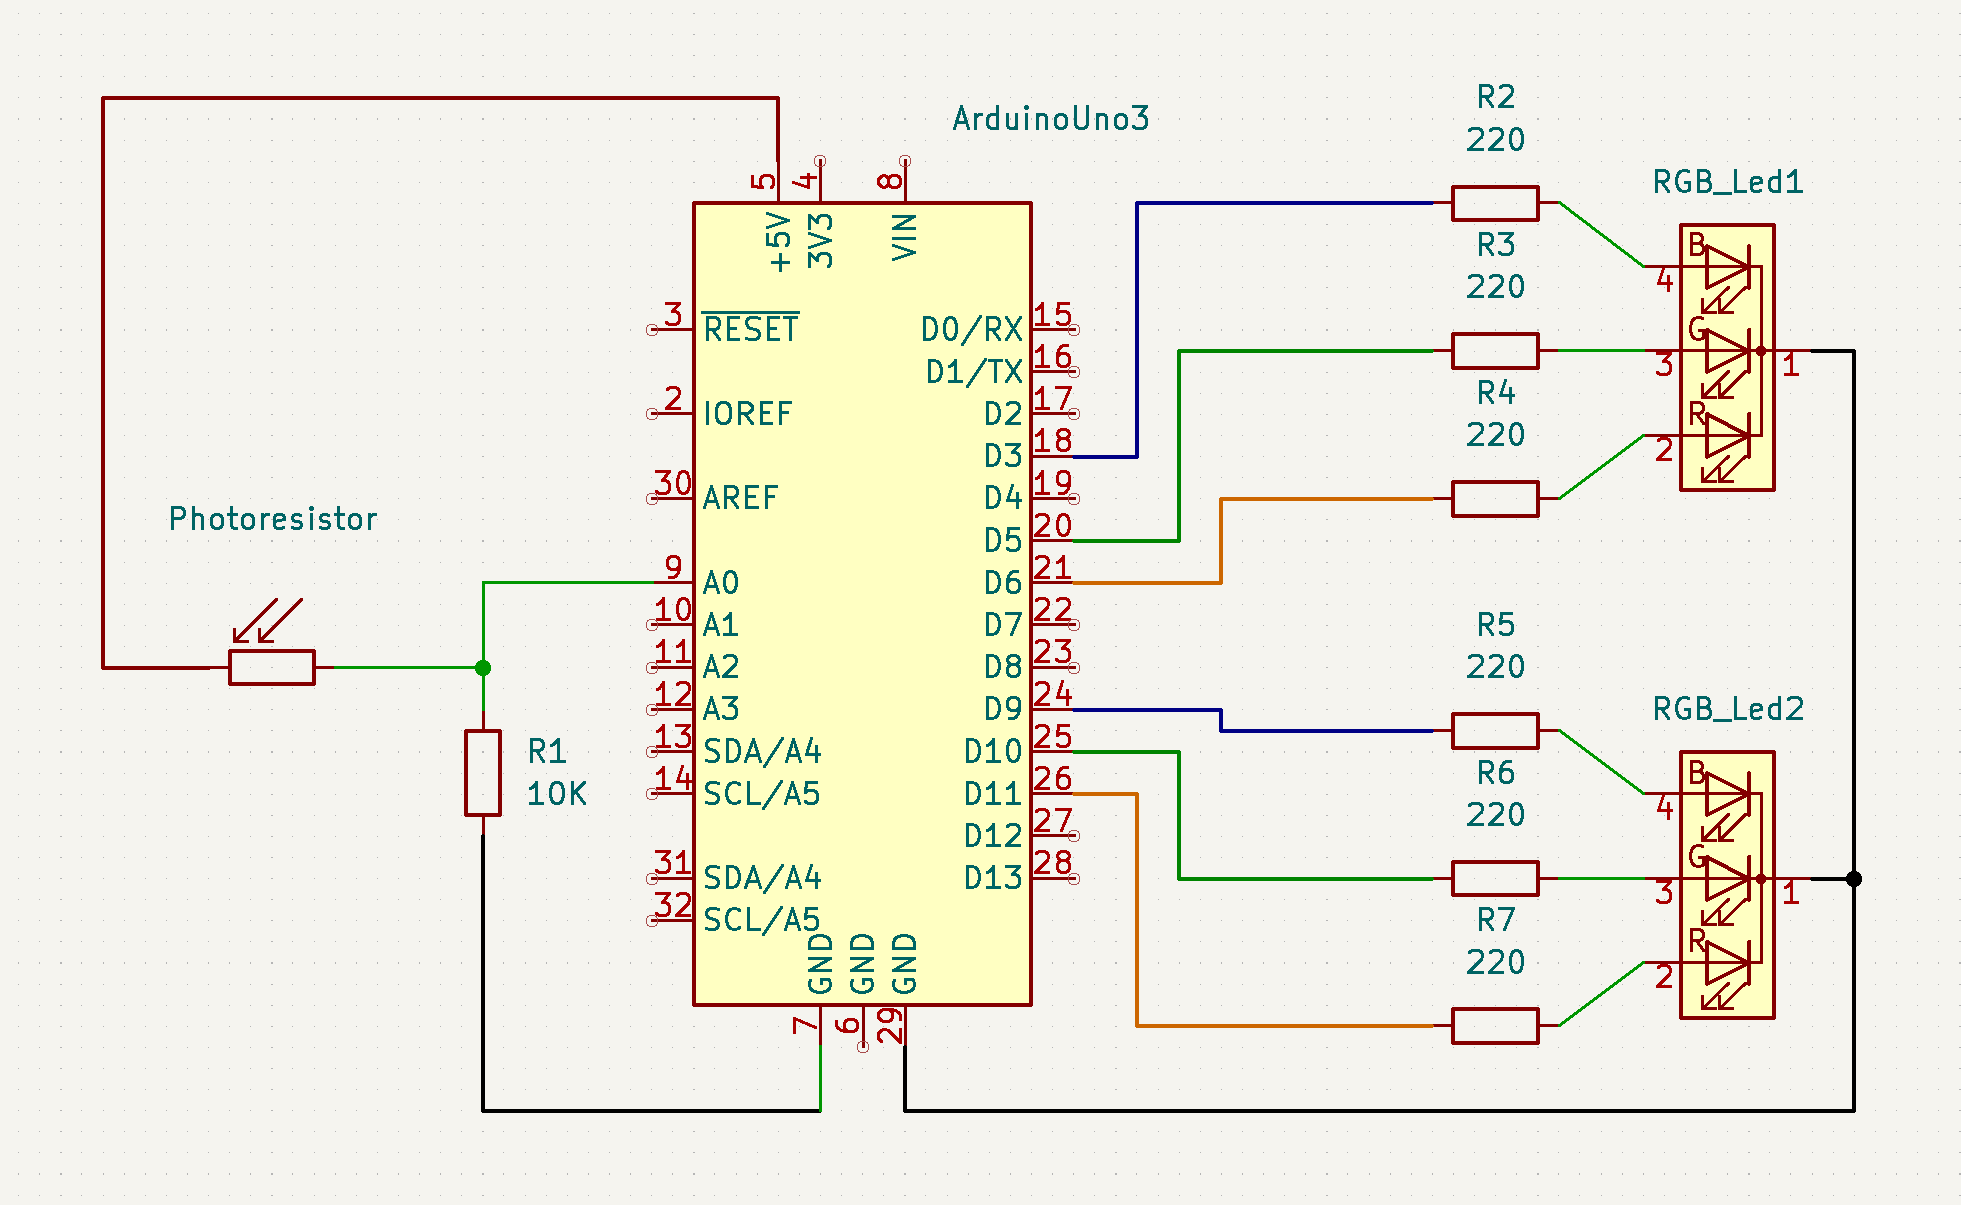 ArduinoUno3
5
4
8
+5V
3V3
VIN
3
RESET
2
IOREF
30
AREF
9
A0
10
A1
11
A2
12
A3
13
SDA/A4
14
SCL/A5
31
SDA/A4
32
SCL/A5
D0/RX
15
D1/TX
16
D2
17
D3
18
D4
19
D5
20
D6
21
D7
22
D8
23
D9
24
D10
25
D11
26
D12
27
D13
28
GND
GND
GND
7
6
29
Photoresistor
R1
10K
R2
220
R3
220
R4
220
RGB_Led1
B
4
G
3
1
R
2
R5
220
R6
220
R7
220
RGB_Led2
B
4
G
3
1
R
2